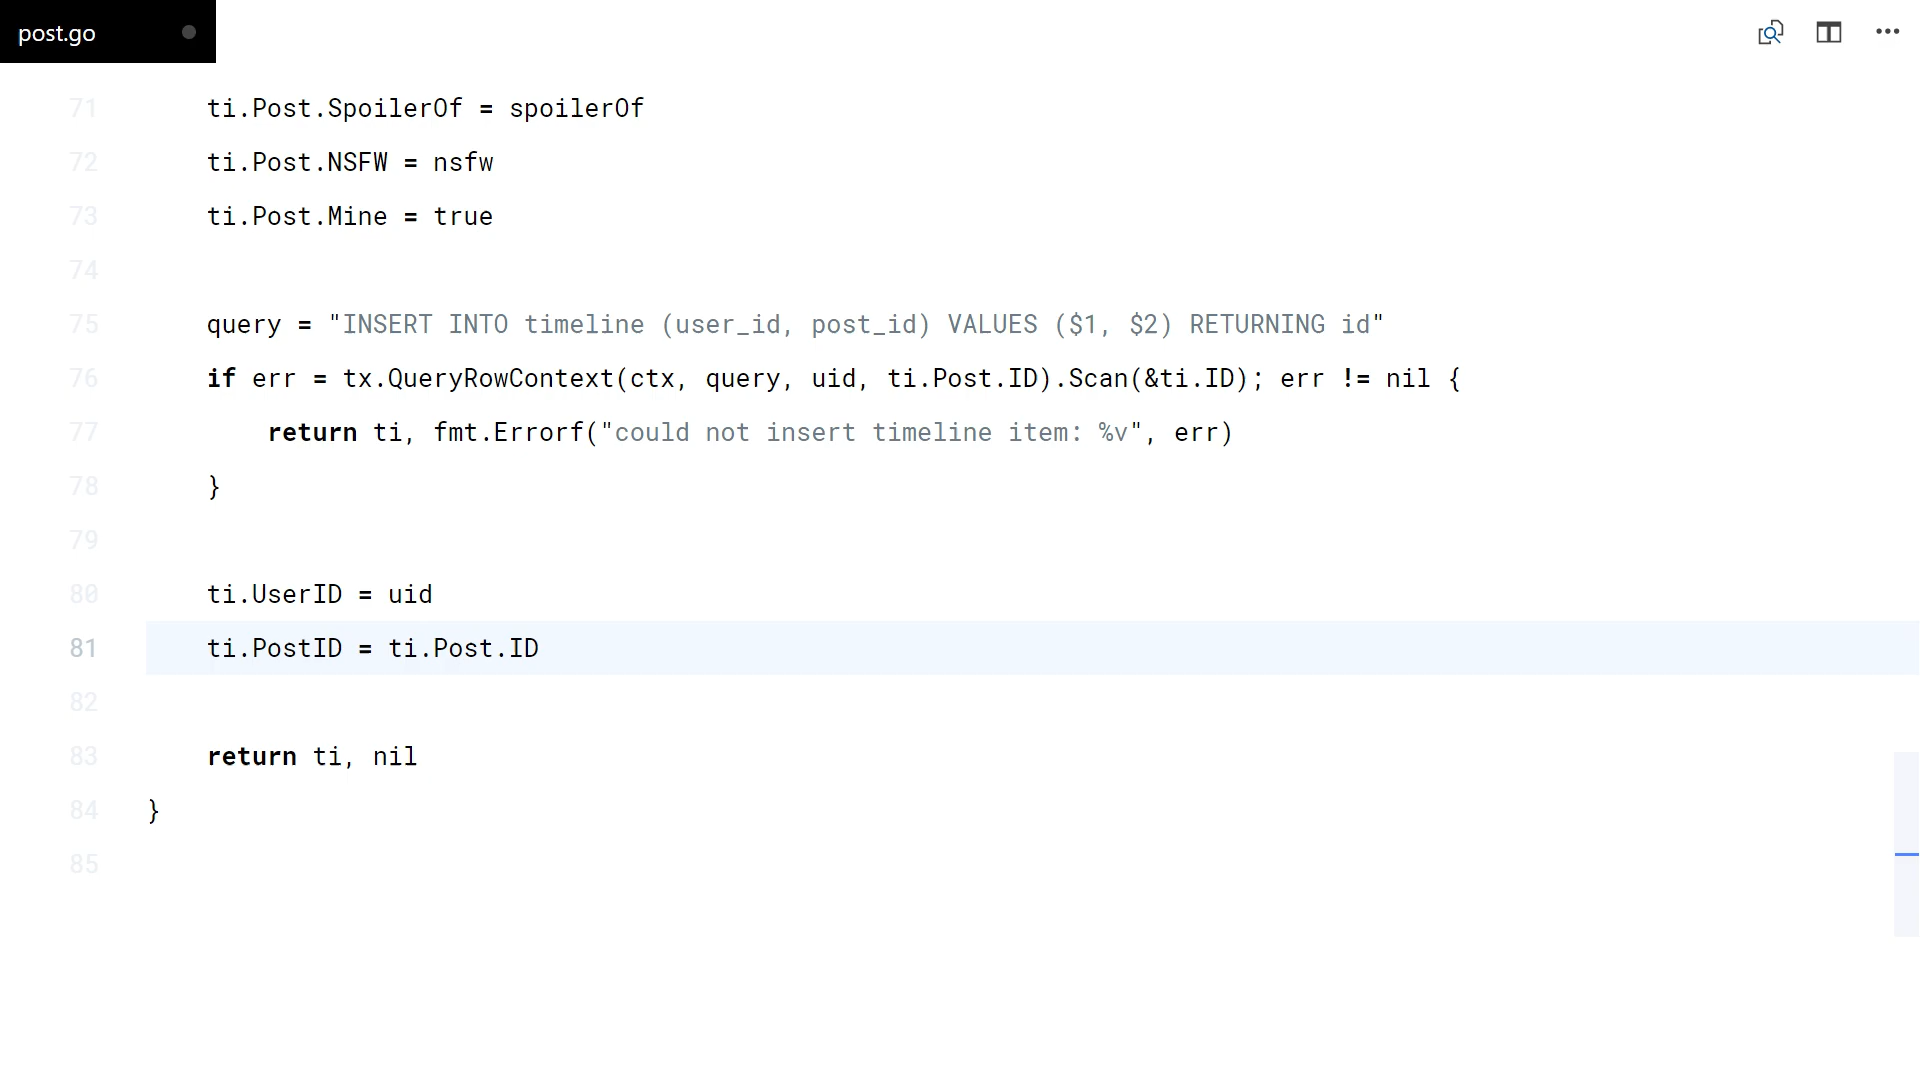 post.go
71 ti.Post.SpoilerOf = spoilerOf
72 ti.Post.NSFW = nsfw
73 ti.Post.Mine = true
74
75 query = "INSERT INTO timeline (user_id, post_id) VALUES ($1, $2) RETURNING id"
76 if err = tx.QueryRowContext(ctx, query, uid, ti.Post.ID).Scan(&ti.ID); err != nil {
77 return ti, fmt.Errorf("could not insert timeline item: %v", err)
78 }
79
80 ti.UserID = uid
81 ti.PostID = ti.Post.ID
82
83 return ti, nil
84 }
85